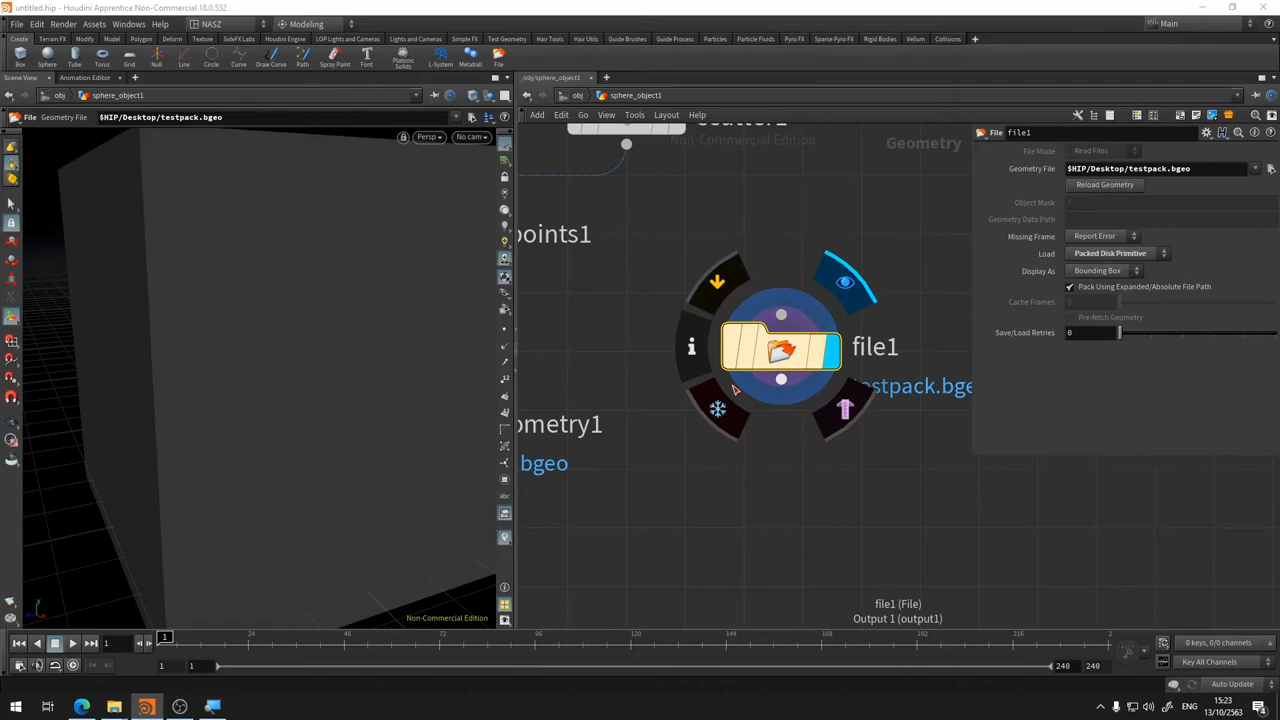 untitled.hip - Houdini Apprentice Non-Commercial 18.0.532
File Edit Render Assets Windows Help NASZ Modeling Main
Create Terrain FX Modify Model Polygon Deform Texture SideFX Labs Houdini Engine LOP Lights and Cameras Lights and Cameras Simple FX Test Geometry Hair Tools Hair Utils Guide Brushes Guide Process Particles Particle Fluids Pyro FX Sparse Pyro FX Rigid Bodies Vellum Collisions
Box Sphere Tube Torus Grid Null Line Circle Curve Draw Curve Path Spray Paint Font Platonic Solids L-System Metaball File
Scene View Animation Editor
/obj/sphere_object1
obj sphere_object1
obj sphere_object1
File Geometry File $HIP/Desktop/testpack.bgeo
Add Edit Go View Tools Layout Help
Persp No cam
Non-Commercial Edition
Geometry
File file1
File Mode Read Files
Geometry File $HIP/Desktop/testpack.bgeo
Reload Geometry
Object Mask *
Geometry Data Path
Missing Frame Report Error
Load Packed Disk Primitive
Display As Bounding Box
Pack Using Expanded/Absolute File Path
Cache Frames 0
Pre-fetch Geometry
Save/Load Retries 0
points1
file1
testpack.bge
ometry1
.bgeo
abc
file1 (File)
Output 1 (output1)
Non-Commercial Edition
1 1 24 48 72 96 120 144 168 192 216 2
0 keys, 0/0 channels
1 1 240 240
Key All Channels
Auto Update
ENG
15:23
13/10/2563